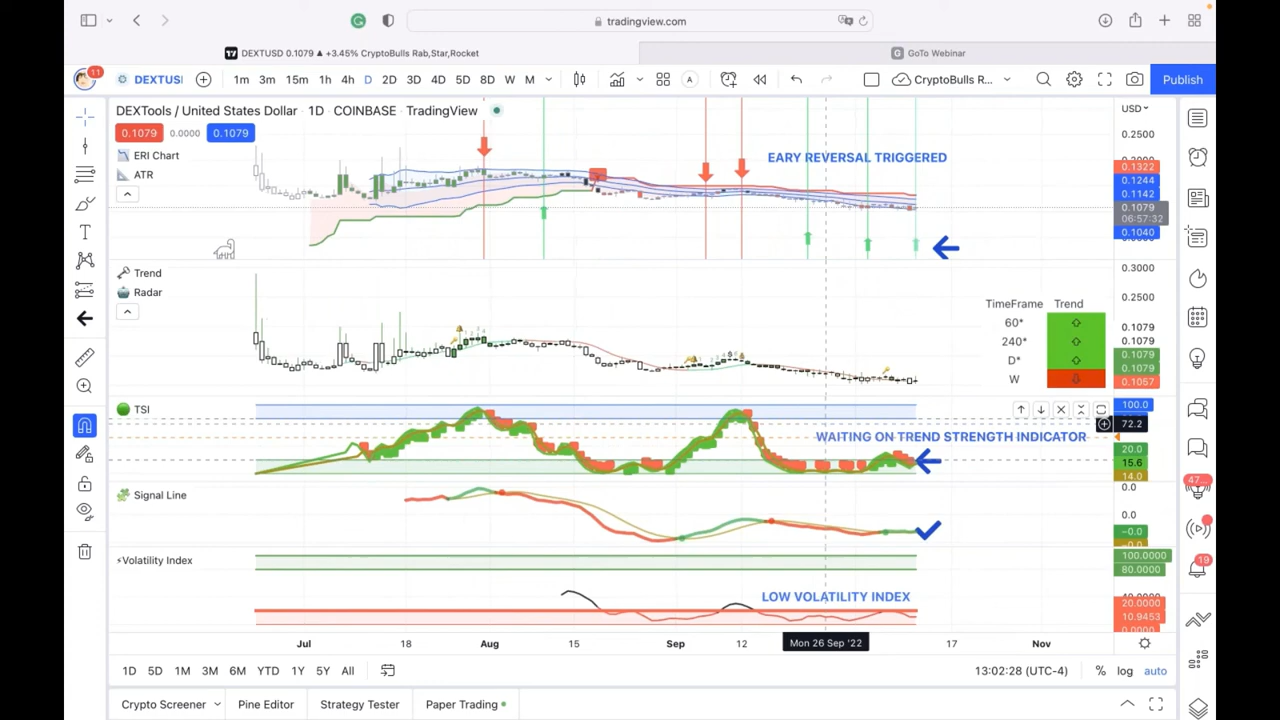 tradingview.com
DEXTUSD 0.1079 ▲ +3.45% CryptoBulls Rab,Star,Rocket
GoTo Webinar
11
DEXTUSI
1m 3m 15m 1h 4h D 2D 3D 4D 5D 8D W M
CryptoBulls R...
Publish
DEXTools / United States Dollar · 1D · COINBASE · TradingView
USD
0.1079 0.0000 0.1079
ERI Chart
ATR
EARY REVERSAL TRIGGERED
0.2500
0.1322
0.1244
0.1142
0.1079
06:57:32
0.1040
Trend
Radar
0.3000
0.2500
0.1079
0.1079
0.1079
0.1079
0.1057
TimeFrame Trend
60*
240*
D*
W
TSI
WAITING ON TREND STRENGTH INDICATOR
100.0
72.2
20.0
15.6
14.0
Signal Line
0.0
0.0
−0.0
Volatility Index
LOW VOLATILITY INDEX
100.0000
80.0000
20.0000
10.9453
47...
19
Jul 18 Aug 15 Sep 12 Mon 26 Sep '22 17 Nov
1D 5D 1M 3M 6M YTD 1Y 5Y All
13:02:28 (UTC-4) % log auto
Crypto Screener Pine Editor Strategy Tester Paper Trading